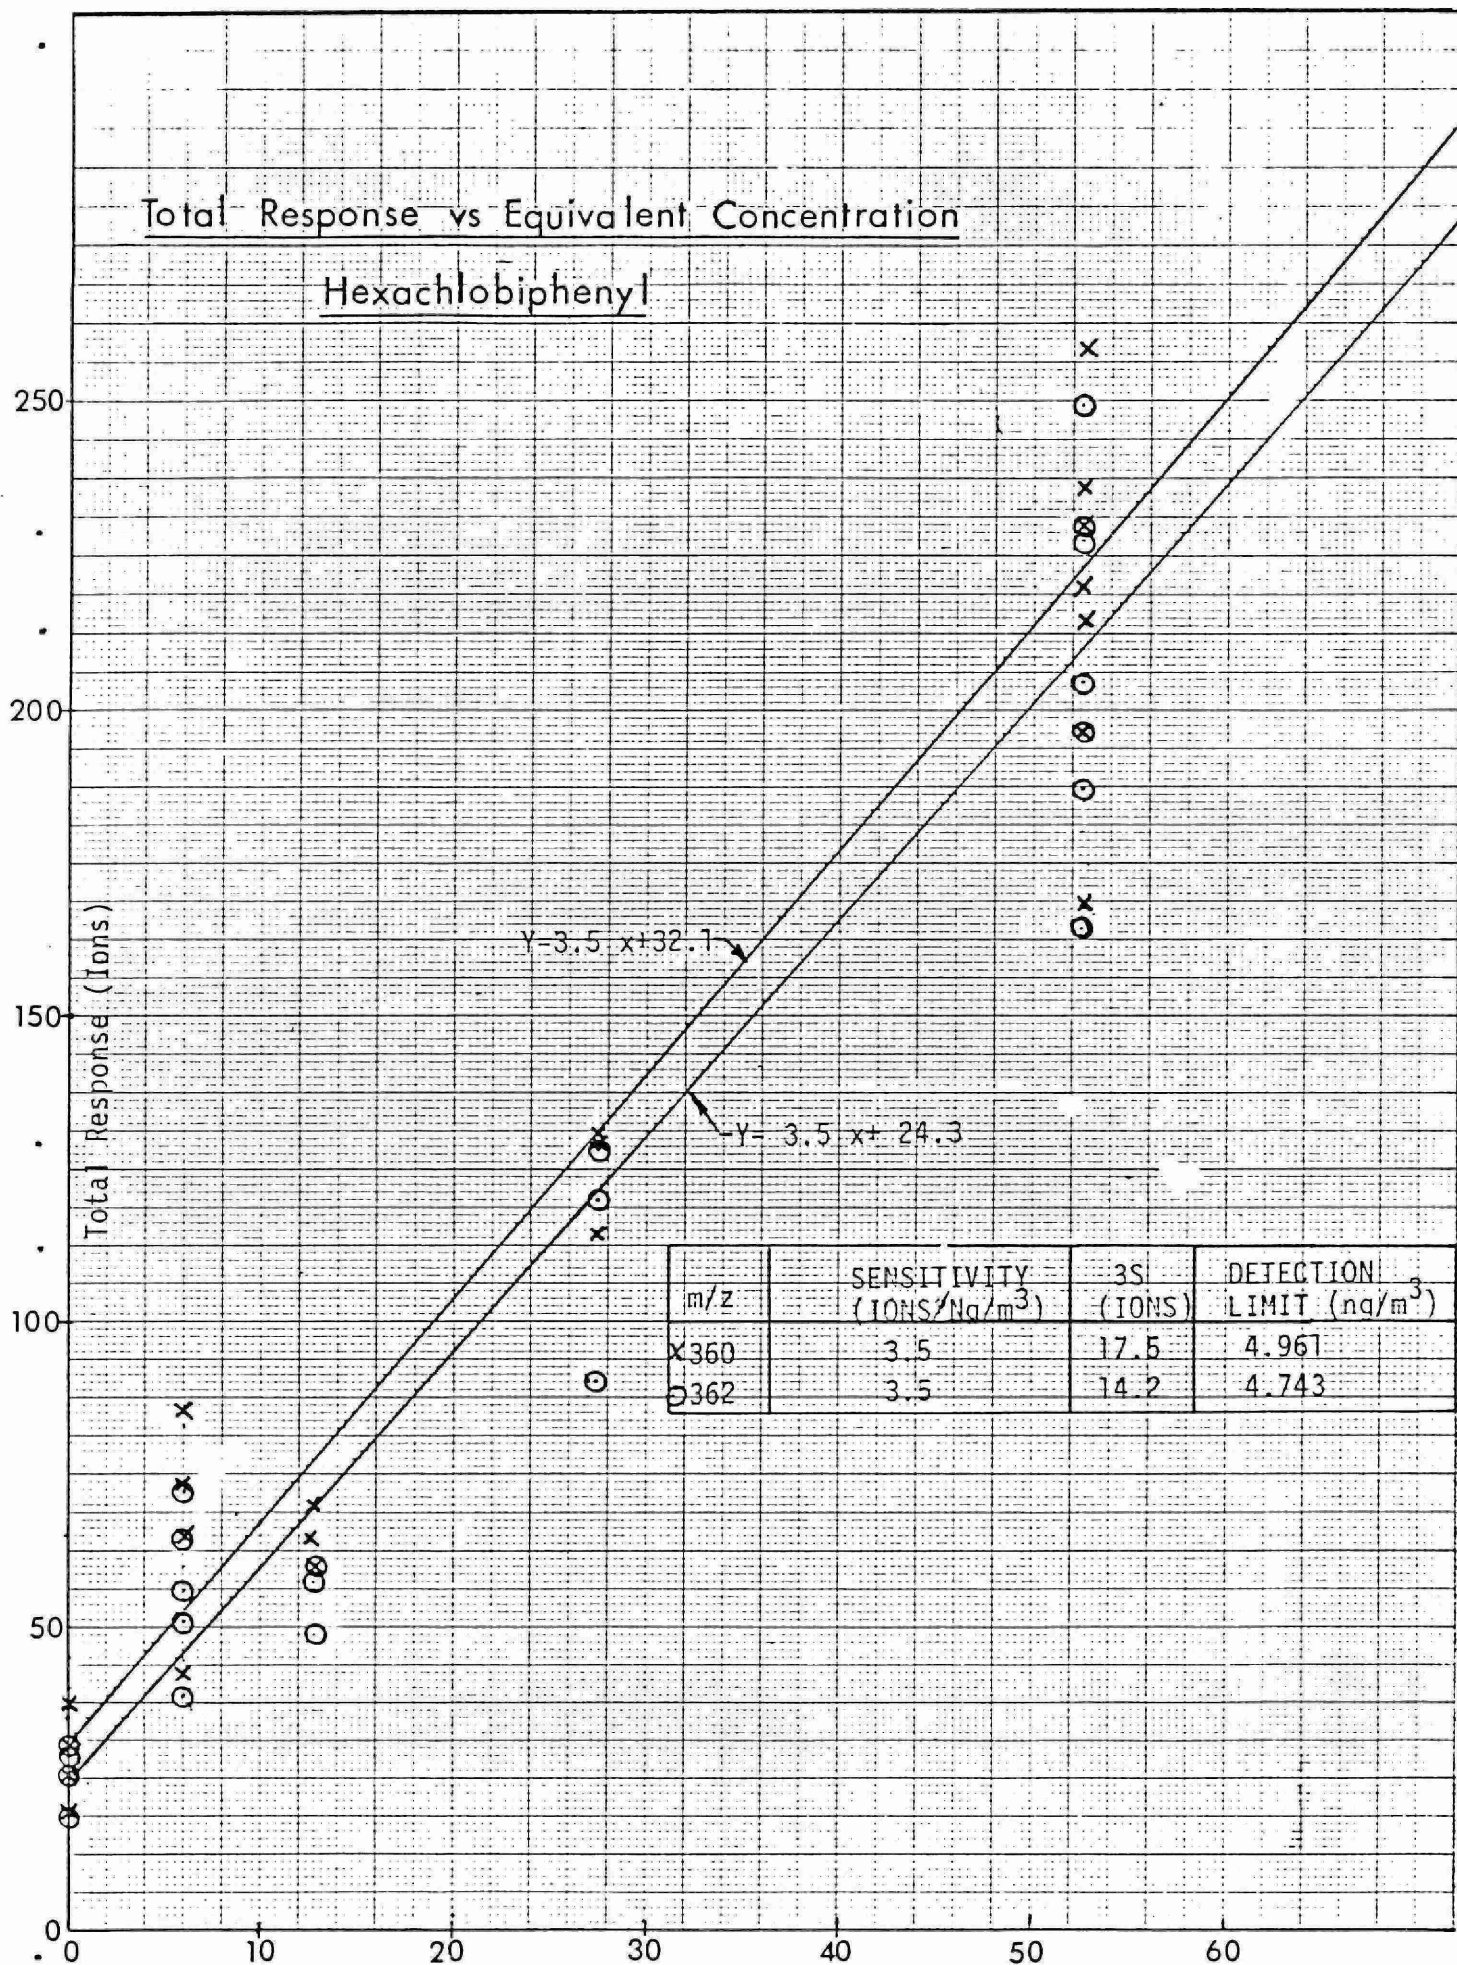 Total Response vs Equivalent Concentration
Hexachlobiphenyl
250
200
150
100
50
0
Total Response (Ions)
Y=3.5 x+32.1
Y= 3.5 x+ 24.3
m/z SENSITIVITY (IONS/Ng/m³) 3S (IONS) DETECTION LIMIT (ng/m³)
X360 3.5 17.5 4.961
O362 3.5 14.2 4.743
0 10 20 30 40 50 60